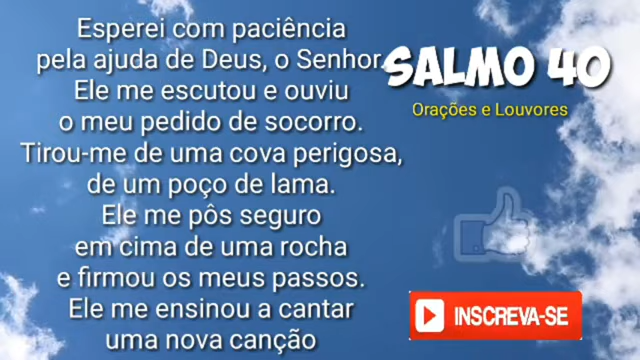 Esperei com paciência
pela ajuda de Deus, o Senhor.
Ele me escutou e ouviu
o meu pedido de socorro.
Tirou-me de uma cova perigosa,
de um poço de lama.
Ele me pôs seguro
em cima de uma rocha
e firmou os meus passos.
Ele me ensinou a cantar
uma nova canção
SALMO 40
Orações e Louvores
INSCREVA-SE